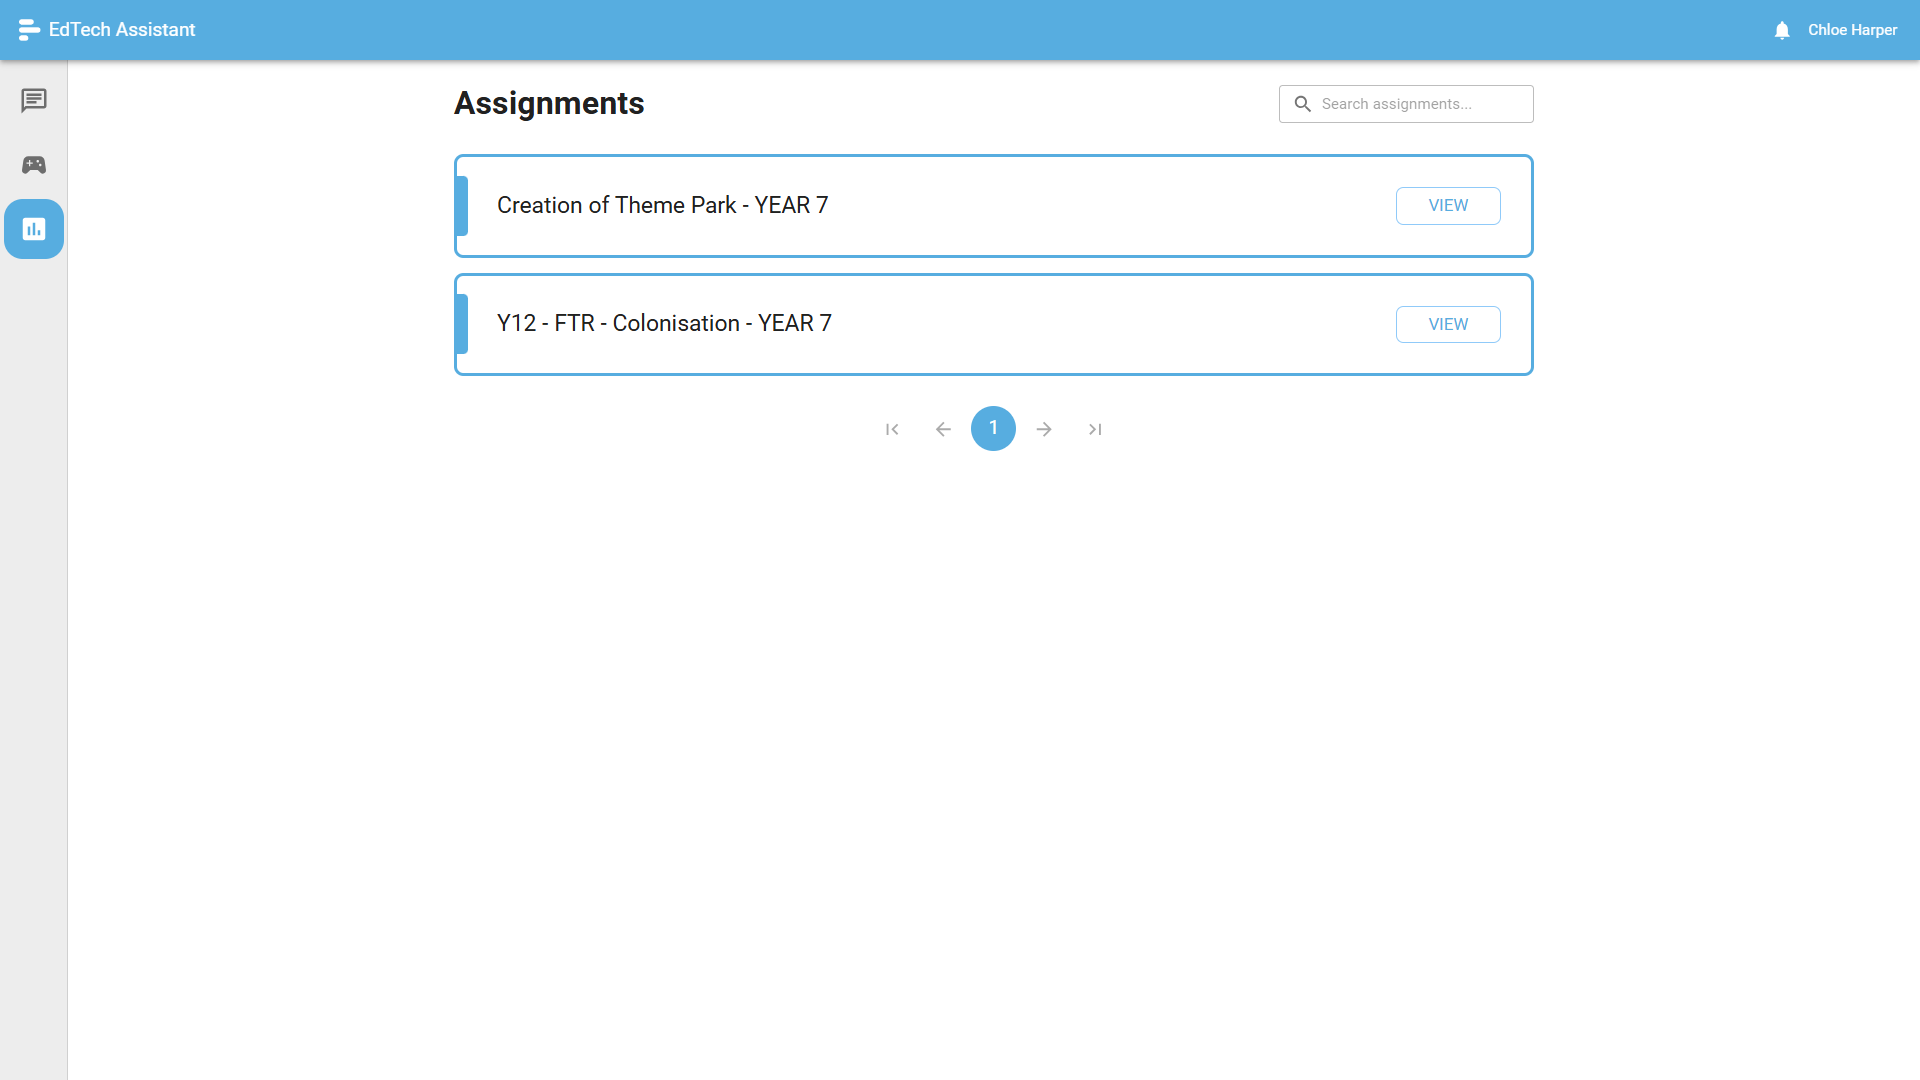 EdTech Assistant
Chloe Harper
Assignments
Search assignments...
Creation of Theme Park - YEAR 7
VIEW
Y12 - FTR - Colonisation - YEAR 7
VIEW
1